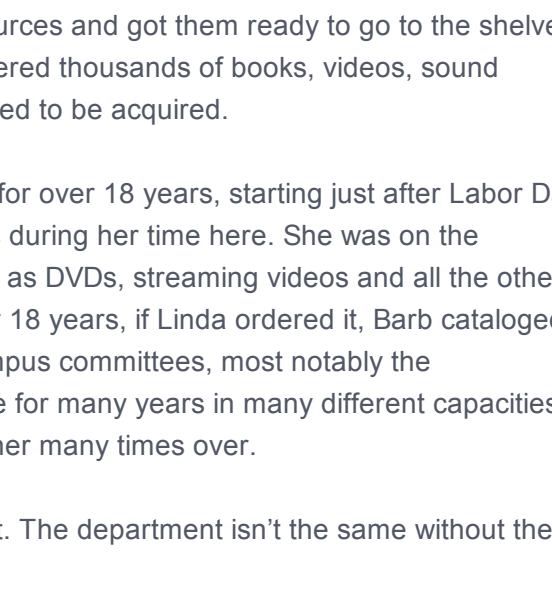 urces and got them ready to go to the shelve
ered thousands of books, videos, sound
ed to be acquired.
for over 18 years, starting just after Labor D
during her time here. She was on the
as DVDs, streaming videos and all the othe
18 years, if Linda ordered it, Barb cataloge
npus committees, most notably the
e for many years in many different capacities
her many times over.
t. The department isn’t the same without the